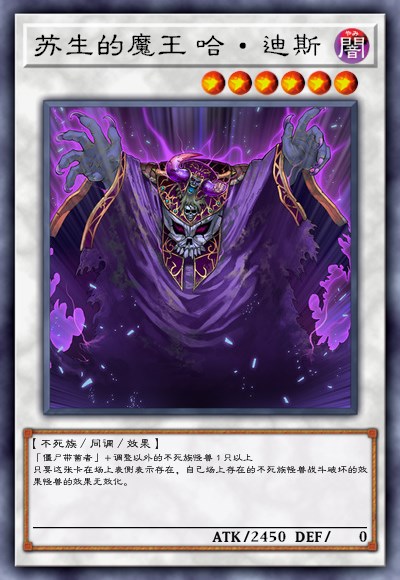 苏生的魔王 哈·迪斯
やみ
闇
【不死族／同调／效果】
「僵尸带菌者」＋调整以外的不死族怪兽１只以上
只要这张卡在场上表侧表示存在，自己场上存在的不死族怪兽战斗破坏的效
果怪兽的效果无效化。
ATK/2450 DEF/ 0